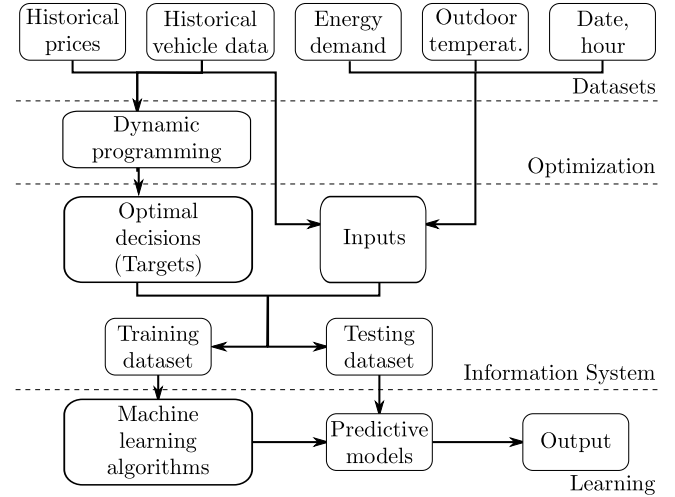 Historical
prices
Historical
vehicle data
Energy
demand
Outdoor
temperat.
Date,
hour
Datasets
Dynamic
programming
Optimization
Optimal
decisions
(Targets)
Inputs
Training
dataset
Testing
dataset
Information System
Machine
learning
algorithms
Predictive
models
Output
Learning